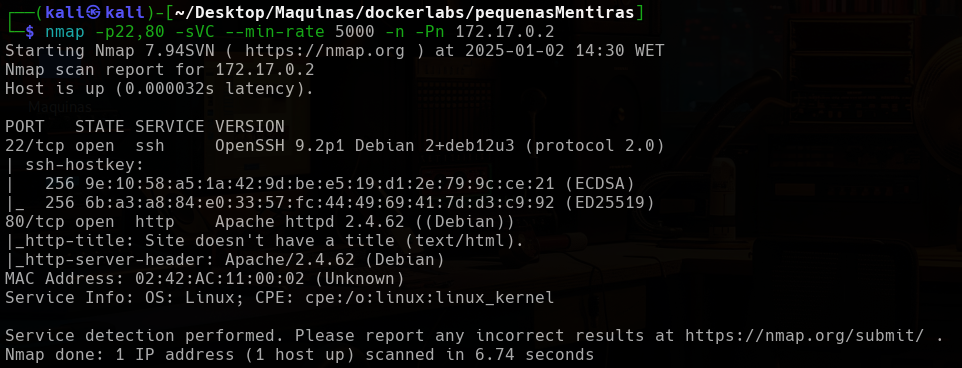 ┌──(kali㉿kali)-[~/Desktop/Maquinas/dockerlabs/pequenasMentiras]
└─$ nmap -p22,80 -sVC --min-rate 5000 -n -Pn 172.17.0.2
Starting Nmap 7.94SVN ( https://nmap.org ) at 2025-01-02 14:30 WET
Nmap scan report for 172.17.0.2
Host is up (0.000032s latency).

PORT   STATE SERVICE VERSION
22/tcp open  ssh     OpenSSH 9.2p1 Debian 2+deb12u3 (protocol 2.0)
| ssh-hostkey:
|   256 9e:10:58:a5:1a:42:9d:be:e5:19:d1:2e:79:9c:ce:21 (ECDSA)
|_  256 6b:a3:a8:84:e0:33:57:fc:44:49:69:41:7d:d3:c9:92 (ED25519)
80/tcp open  http    Apache httpd 2.4.62 ((Debian))
|_http-title: Site doesn't have a title (text/html).
|_http-server-header: Apache/2.4.62 (Debian)
MAC Address: 02:42:AC:11:00:02 (Unknown)
Service Info: OS: Linux; CPE: cpe:/o:linux:linux_kernel

Service detection performed. Please report any incorrect results at https://nmap.org/submit/ .
Nmap done: 1 IP address (1 host up) scanned in 6.74 seconds